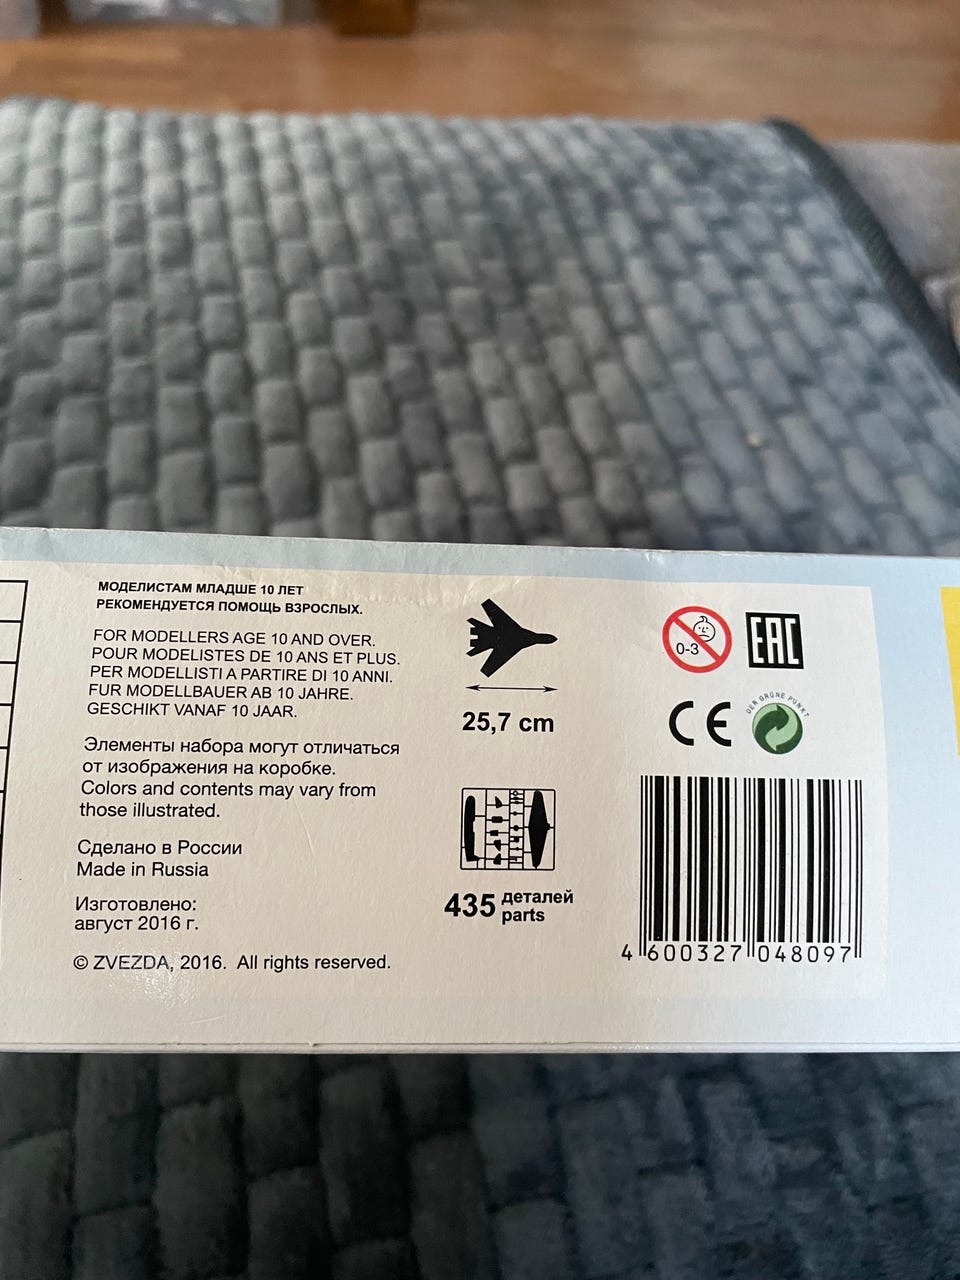 МОДЕЛИСТАМ МЛАДШЕ 10 ЛЕТ
РЕКОМЕНДУЕТСЯ ПОМОЩЬ ВЗРОСЛЫХ.
FOR MODELLERS AGE 10 AND OVER.
POUR MODELISTES DE 10 ANS ET PLUS.
PER MODELLISTI A PARTIRE DI 10 ANNI.
FUR MODELLBAUER AB 10 JAHRE.
GESCHIKT VANAF 10 JAAR.
Элементы набора могут отличаться
от изображения на коробке.
Colors and contents may vary from
those illustrated.
Сделано в России
Made in Russia
Изготовлено:
август 2016 г.
© ZVEZDA, 2016. All rights reserved.
25,7 cm
435 деталей
parts
0-3
EAC
CE
DER GRÜNE PUNKT
4 600327 048097